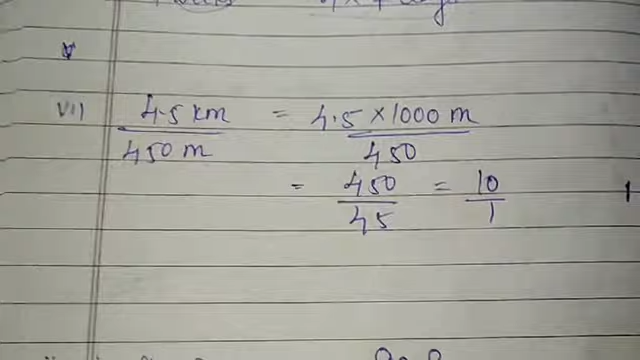 vii) 4.5 km / 450 m = 4.5 × 1000 m / 450
= 450 / 45 = 10 / 1